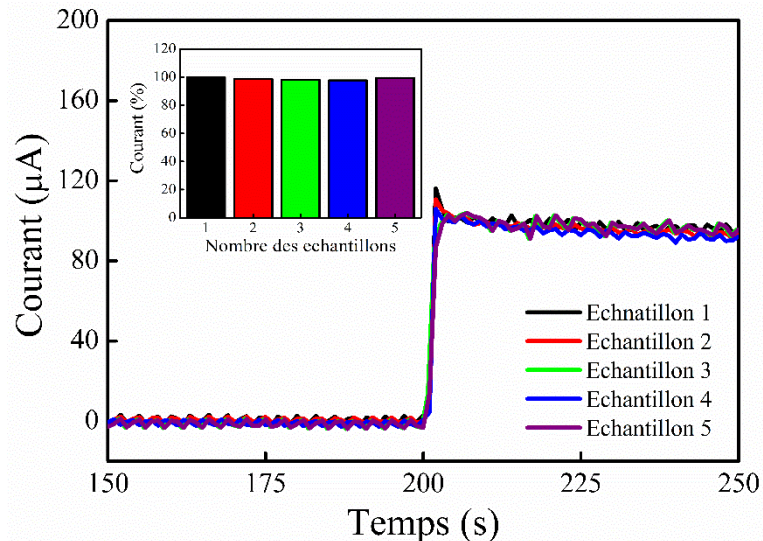 200
160
120
80
40
0
Courant (µA)
120
100
80
60
40
20
0
Courant (%)
1 2 3 4 5
Nombre des echantillons
Echnatillon 1
Echantillon 2
Echantillon 3
Echantillon 4
Echantillon 5
150 175 200 225 250
Temps (s)